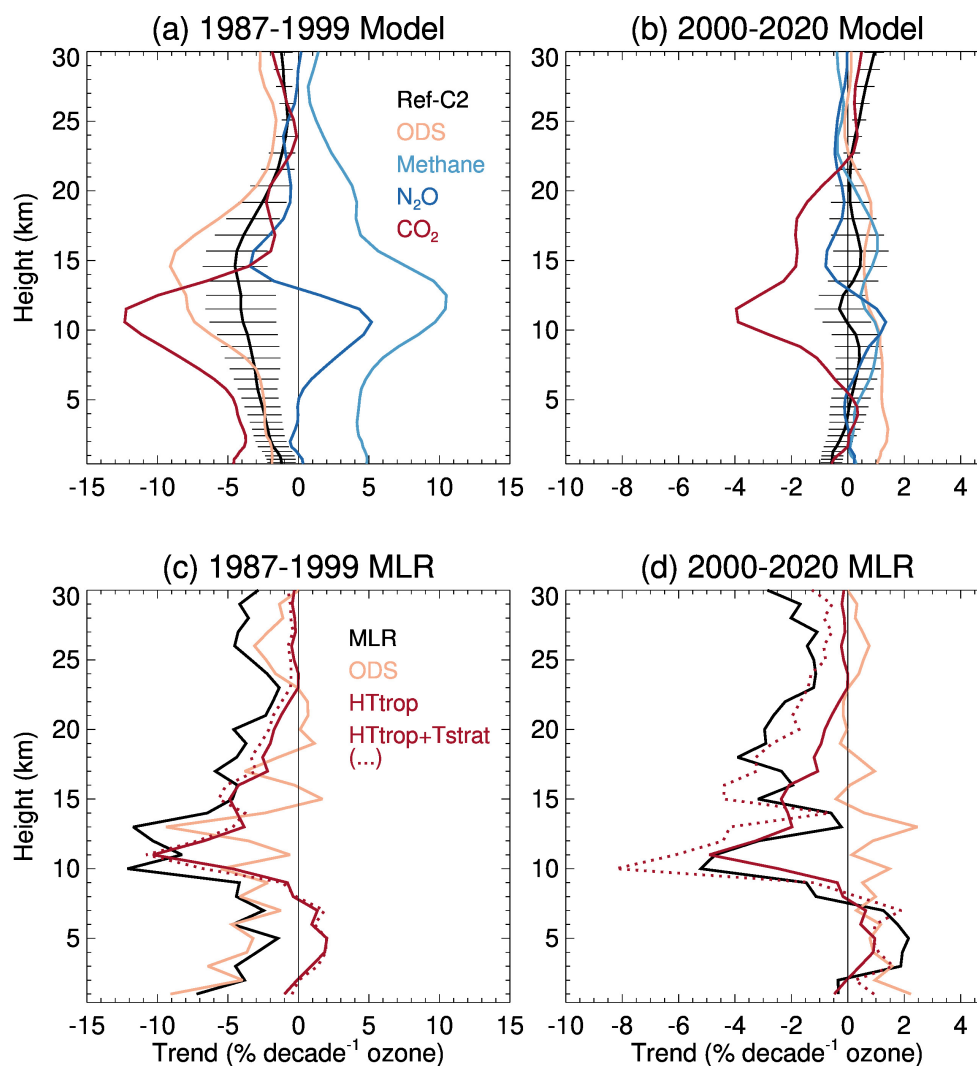 (a) 1987-1999 Model
(b) 2000-2020 Model
30
25
20
15
10
5
Height (km)
Ref-C2
ODS
Methane
N₂O
CO₂
-15 -10 -5 0 5 10 15
30
25
20
15
10
5
Height (km)
-10 -8 -6 -4 -2 0 2 4
(c) 1987-1999 MLR
(d) 2000-2020 MLR
30
25
20
15
10
5
Height (km)
MLR
ODS
HTtrop
HTtrop+Tstrat
(...)
-15 -10 -5 0 5 10 15
Trend (% decade⁻¹ ozone)
30
25
20
15
10
5
Height (km)
-10 -8 -6 -4 -2 0 2 4
Trend (% decade⁻¹ ozone)